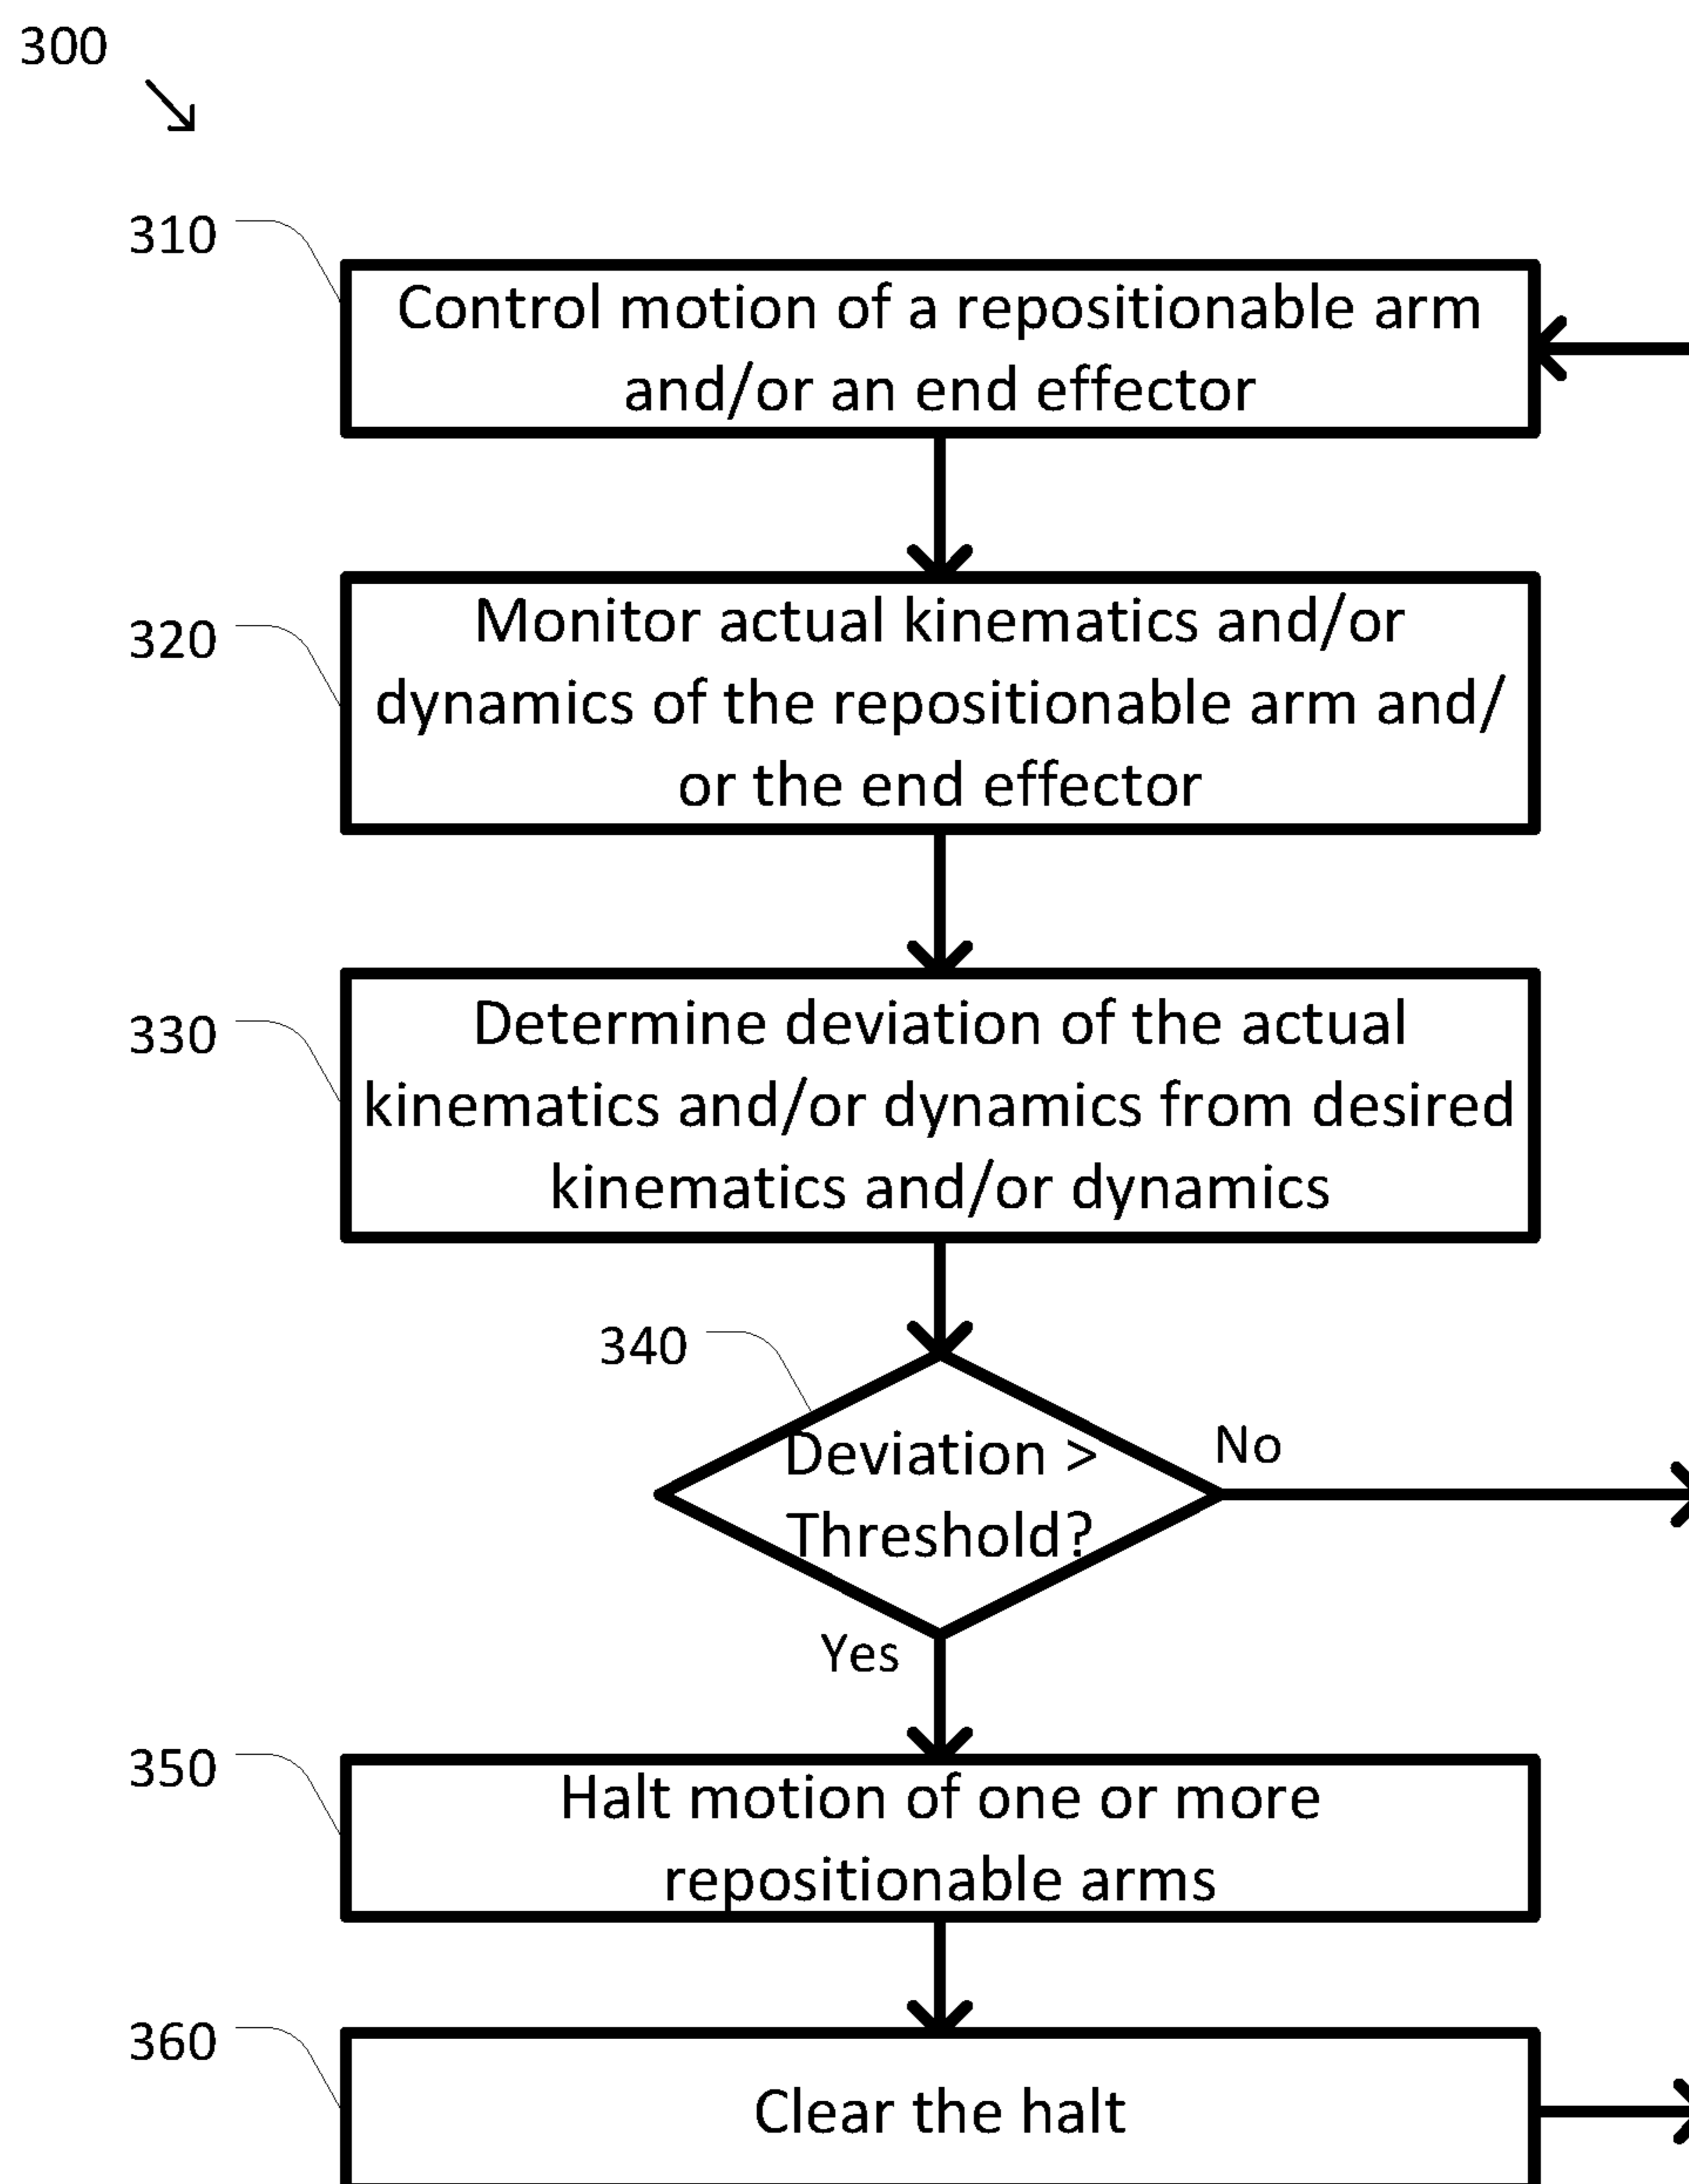 300
310
Control motion of a repositionable arm
and/or an end effector
320
Monitor actual kinematics and/or
dynamics of the repositionable arm and/
or the end effector
330
Determine deviation of the actual
kinematics and/or dynamics from desired
kinematics and/or dynamics
340
Deviation >
Threshold?
No
Yes
350
Halt motion of one or more
repositionable arms
360
Clear the halt